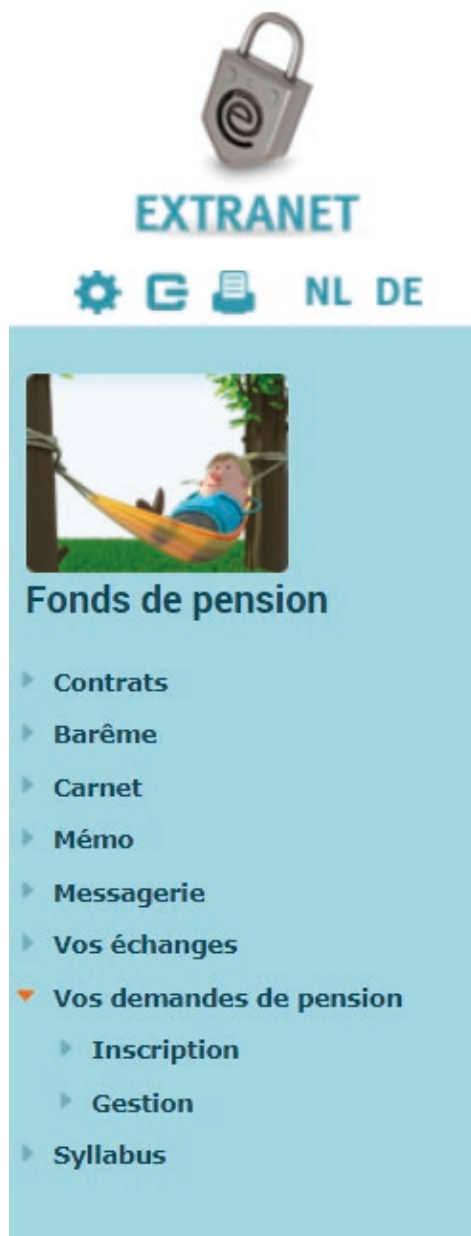 EXTRANET
NL DE
Fonds de pension
Contrats
Barême
Carnet
Mémo
Messagerie
Vos échanges
Vos demandes de pension
Inscription
Gestion
Syllabus